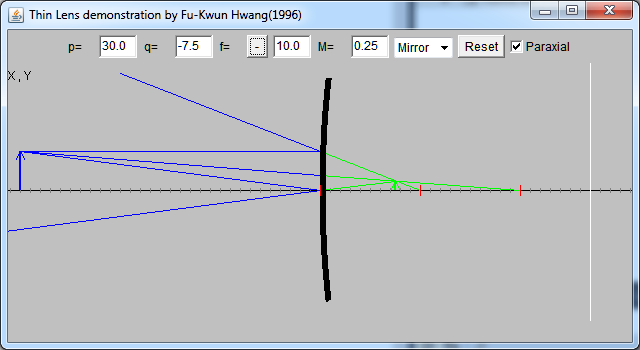 Thin Lens demonstration by Fu-Kwun Hwang(1996)
p= 30.0 q= -7.5 f= - 10.0 M= 0.25 Mirror Reset Paraxial
X,Y